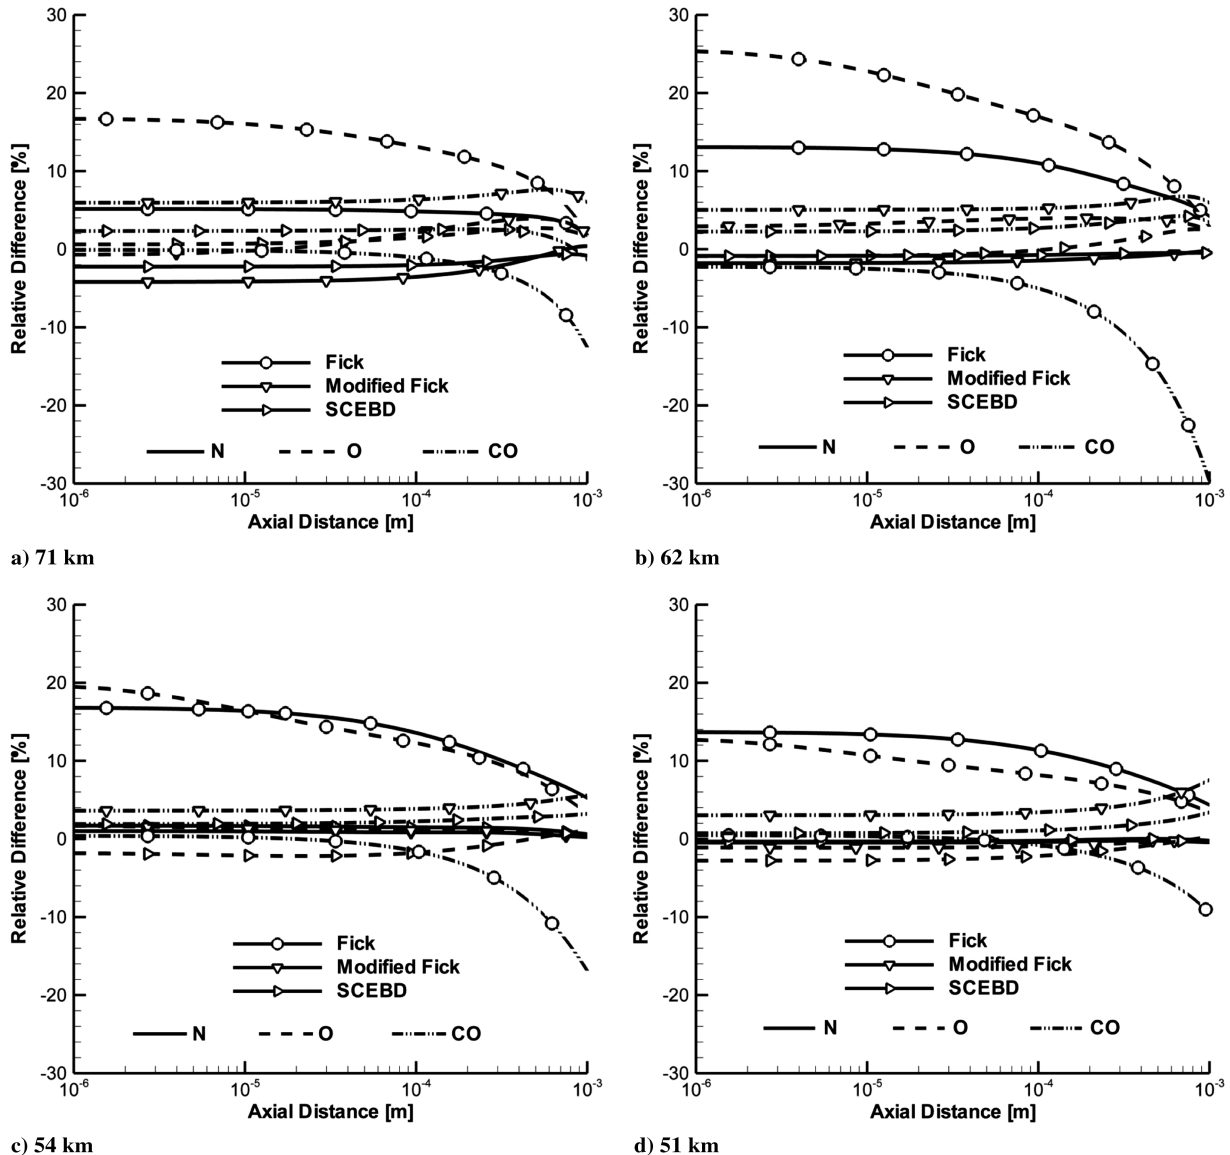 30
20
10
0
-10
-20
-30
Relative Difference [%]
Fick
Modified Fick
SCEBD
N O CO
10-6 10-5 10-4 10-3
Axial Distance [m]
a) 71 km
30
20
10
0
-10
-20
-30
Relative Difference [%]
Fick
Modified Fick
SCEBD
N O CO
10-6 10-5 10-4 10-3
Axial Distance [m]
b) 62 km
30
20
10
0
-10
-20
-30
Relative Difference [%]
Fick
Modified Fick
SCEBD
N O CO
10-6 10-5 10-4 10-3
Axial Distance [m]
c) 54 km
30
20
10
0
-10
-20
-30
Relative Difference [%]
Fick
Modified Fick
SCEBD
N O CO
10-6 10-5 10-4 10-3
Axial Distance [m]
d) 51 km